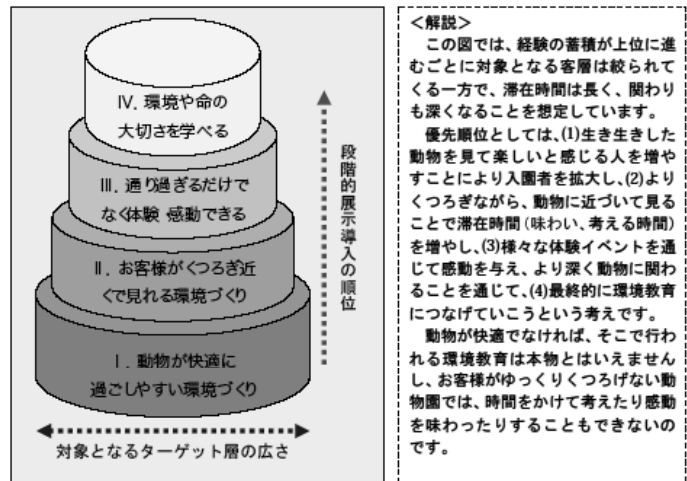 Ⅳ．環境や命の
大切さを学べる
Ⅲ．通り過ぎるだけで
なく体験・感動できる
Ⅱ．お客様がくつろぎ近
くで見れる環境づくり
Ⅰ．動物が快適に
過ごしやすい環境づくり
段階的展示導入の順位
対象となるターゲット層の広さ
＜解説＞
この図では、経験の蓄積が上位に進
むごとに対象となる客層は絞られて
くる一方で、滞在時間は長く、関わり
も深くなることを想定しています。
優先順位としては、(1)生き生きした
動物を見て楽しいと感じる人を増や
すことにより入園者を拡大し、(2)より
くつろぎながら、動物に近づいて見る
ことで滞在時間（味わい、考える時間）
を増やし、(3)様々な体験イベントを通
じて感動を与え、より深く動物に関わ
ることを通じて、(4)最終的に環境教育
につなげていこうという考えです。
動物が快適でなければ、そこで行わ
れる環境教育は本物とはいえません
し、お客様がゆっくりくつろげない動
物園では、時間をかけて考えたり感動
を味わったりすることもできないの
です。